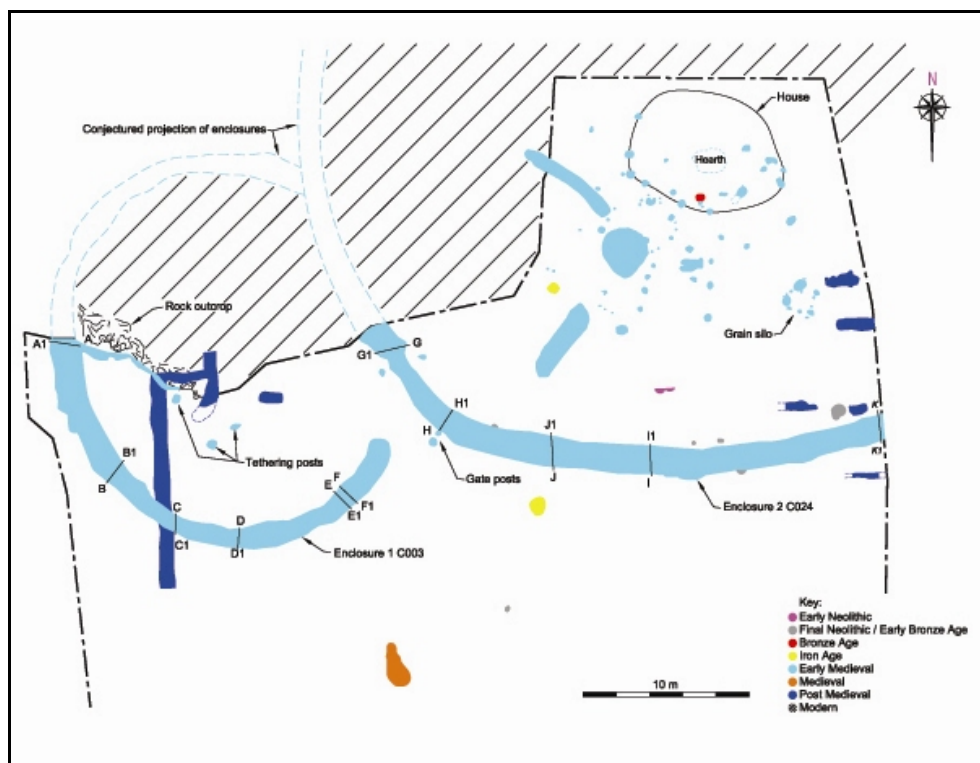 N
Conjectured projection of enclosures
House
Hearth
Rock outcrop
Grain silo
A1
A
G1
G
H1
H
J1
J
I1
I
K
K1
Tethering posts
Gate posts
B1
B
C
C1
D
D1
E
F
E1
F1
Enclosure 1 C003
Enclosure 2 C024
Key:
Early Neolithic
Final Neolithic / Early Bronze Age
Bronze Age
Iron Age
Early Medieval
Medieval
Post Medieval
Modern
10 m